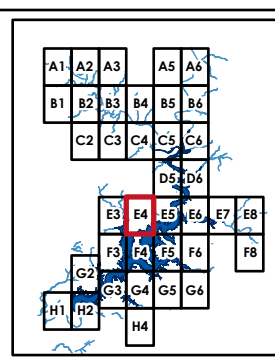 A1 A2 A3 A5 A6
B1 B2 B3 B4 B5 B6
C2 C3 C4 C5 C6
D5 D6
E3 E4 E5 E6 E7 E8
F3 F4 F5 F6 F8
G2
G3 G4 G5 G6
H1 H2
H4